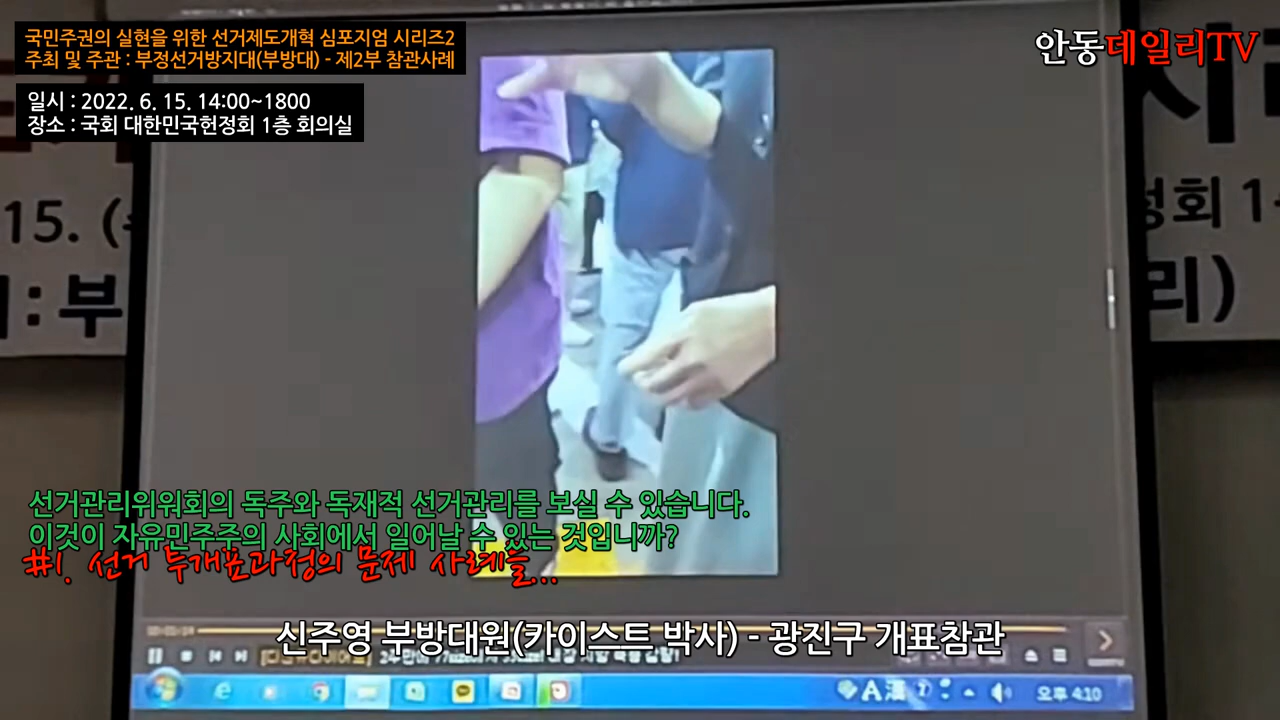 국민주권의 실현을 위한 선거제도개혁 심포지엄 시리즈2
주최 및 주관 : 부정선거방지대(부방대) - 제2부 참관사례
안동데일리TV
일시 : 2022. 6. 15. 14:00~1800
장소 : 국회 대한민국헌정회 1층 회의실
15. (
정회 1
: 부
리)
선거관리위워회의 독주와 독재적 선거관리를 보실 수 있습니다.
이것이 자유민주주의 사회에서 일어날 수 있는 것입니까?
#1. 선거 투개표과정의 문제 사례들...
신주영 부방대원(카이스트 박사) - 광진구 개표참관
A 漢
오후 4:10